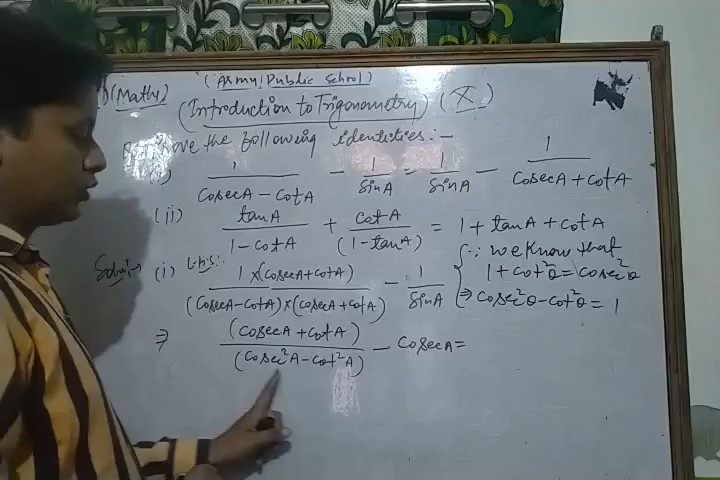 (Maths) (Army Public School)
(Introduction to Trigonometry) (X)
Prove the following identities:-
(i) 1/(cosecA - cotA) - 1/SinA = 1/SinA - 1/(cosecA + cotA)
(ii) tanA/(1-cotA) + cotA/(1-tanA) = 1 + tanA + cotA
Soln:→ (i) L.H.S:- 1×(cosecA+cotA)/((cosecA-cotA)×(cosecA+cotA)) - 1/SinA {∵ we know that
1+cot²θ=cosec²θ
⇒ cosec²θ-cot²θ = 1
⇒ (cosecA+cotA)/(cosec²A-cot²A) - cosecA=